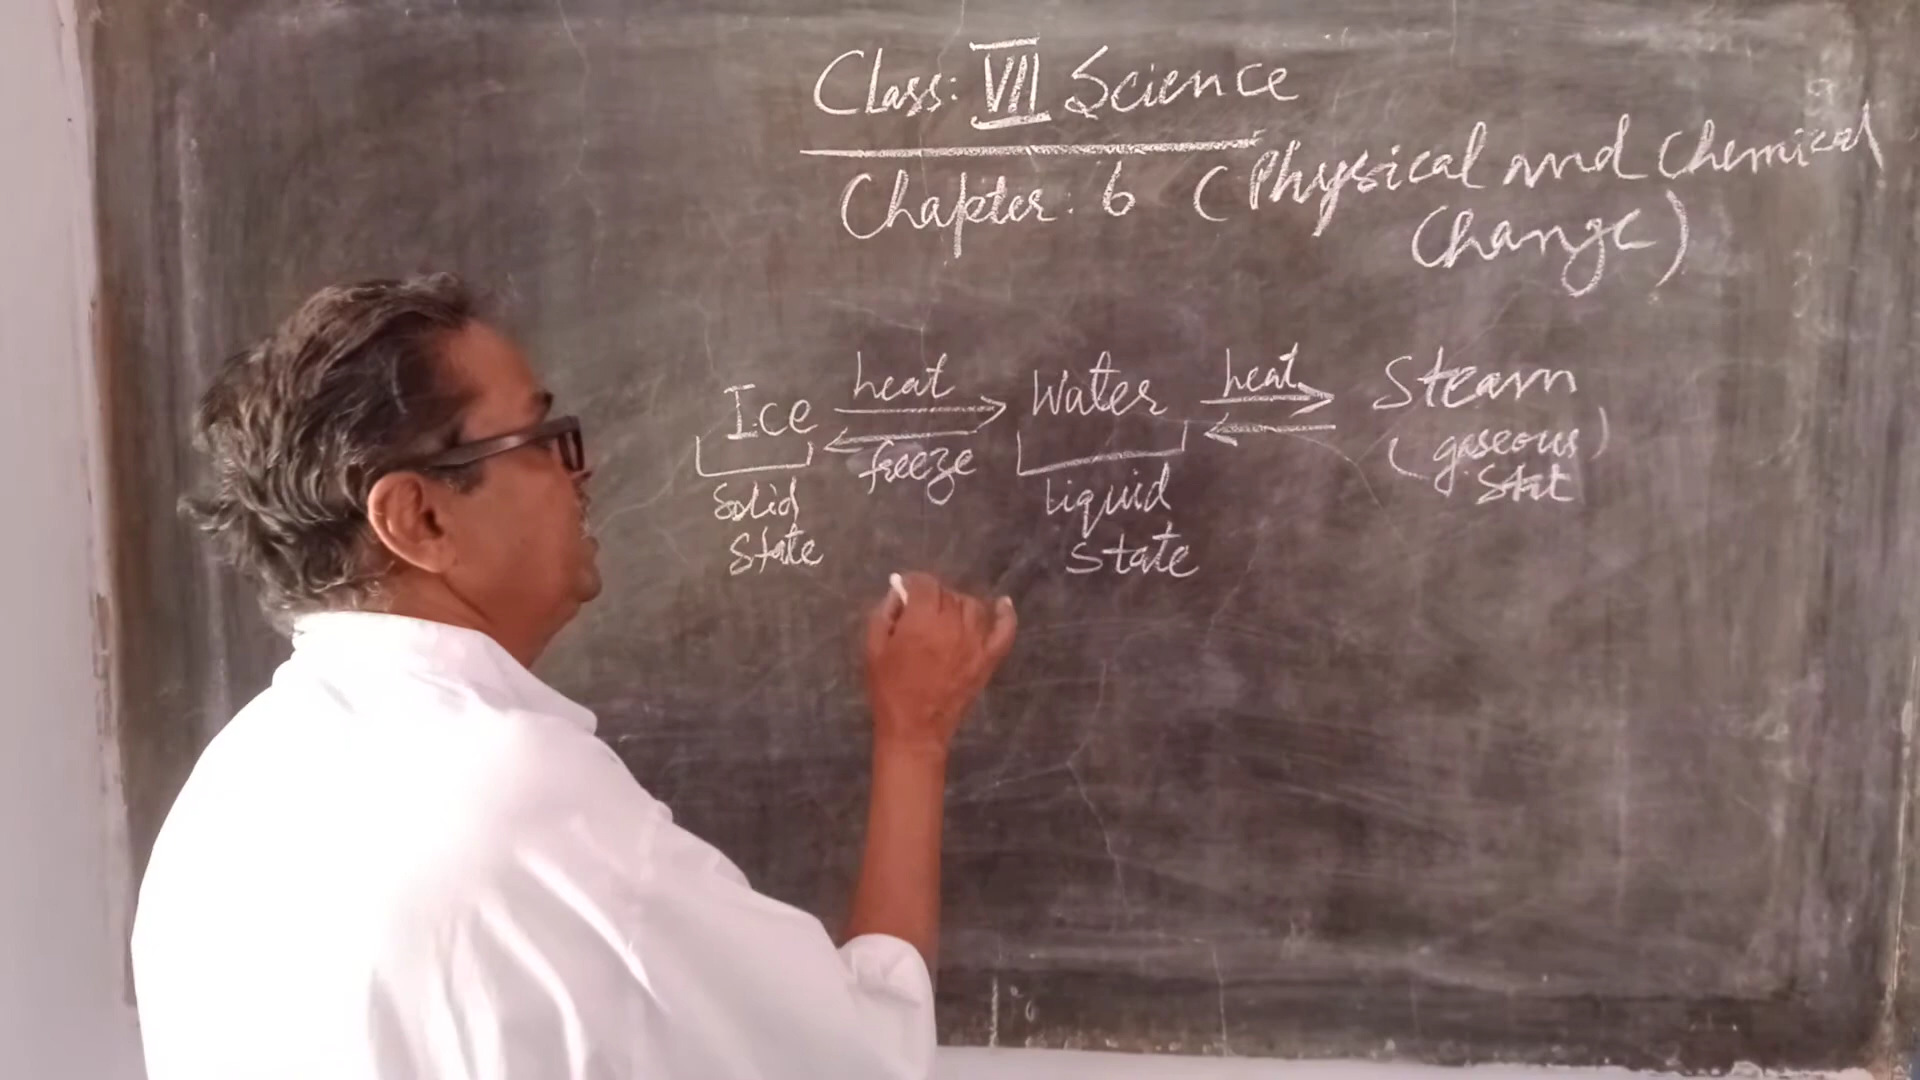 Class: VII Science
Chapter: 6 (Physical and Chemical
Change)
Ice heat Water heat Steam
freeze (gaseous)
Solid liquid Stat
State State